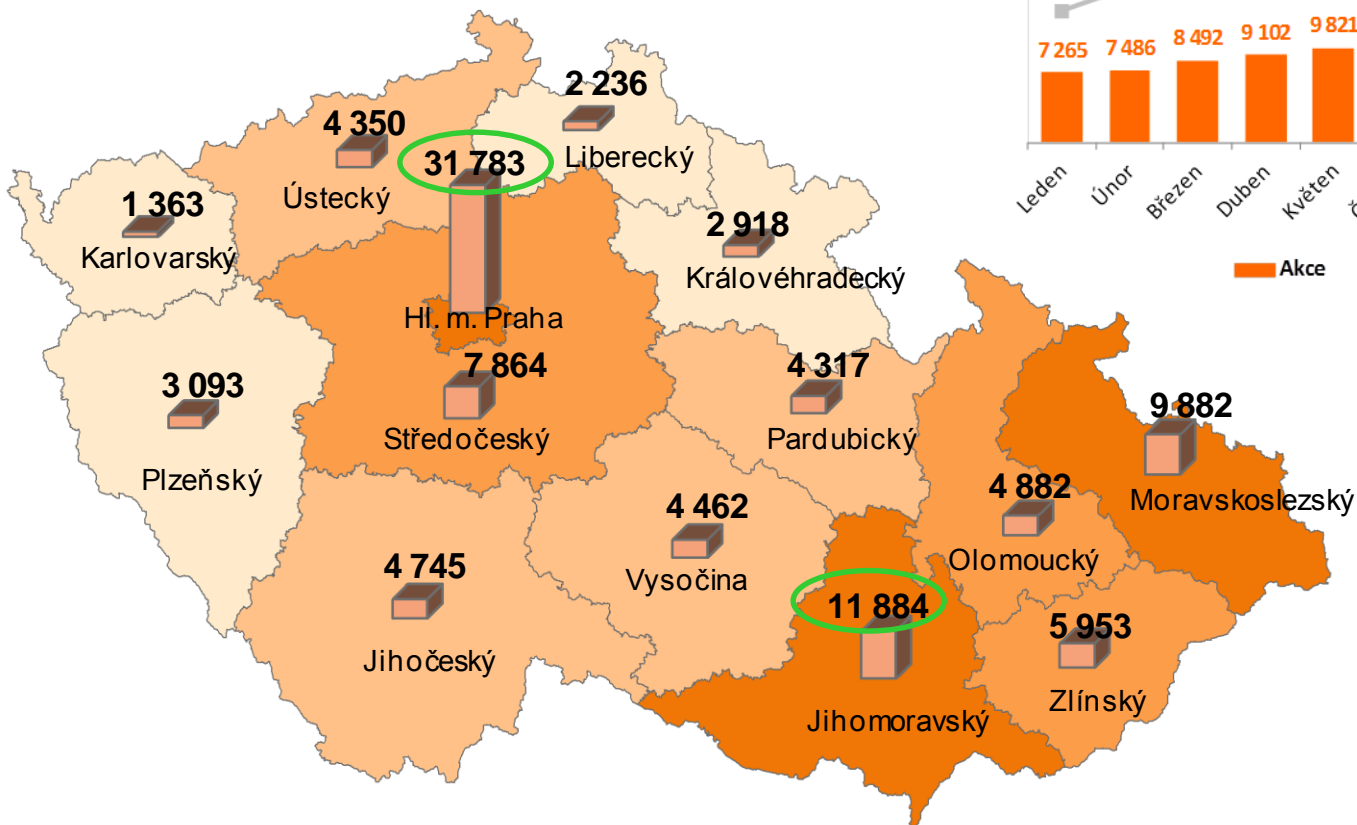 7 265
7 486
8 492
9 102
9 821
Leden
Únor
Březen
Duben
Květen
Akce
2 236
Liberecký
4 350
Ústecký
31 783
Hl. m. Praha
1 363
Karlovarský
2 918
Královéhradecký
3 093
Plzeňský
7 864
Středočeský
4 317
Pardubický
9 882
Moravskoslezský
4 882
Olomoucký
4 462
Vysočina
4 745
Jihočeský
11 884
Jihomoravský
5 953
Zlínský